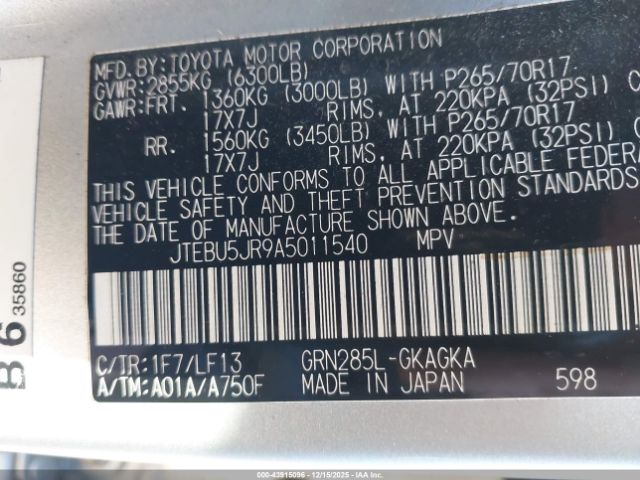 MFD. BY: TOYOTA MOTOR CORPORATION
GVWR: 2855KG (6300LB)
GAWR: FRT. 1360KG (3000LB) WITH P265/70R17
17X7J RIMS, AT 220KPA (32PSI) C
RR. 1560KG (3450LB) WITH P265/70R17
17X7J RIMS, AT 220KPA (32PSI)
THIS VEHICLE CONFORMS TO ALL APPLICABLE FEDERA
VEHICLE SAFETY AND THEFT PREVENTION STANDARDS
THE DATE OF MANUFACTURE SHOWN ABOVE.
JTEBU5JR9A5011540 MPV
C/TR: 1F7/LF13 GRN285L-GKAGKA
A/TM: A01A/A750F MADE IN JAPAN 598
B6 35860
000-43915096 - 12/15/2025 - COPART